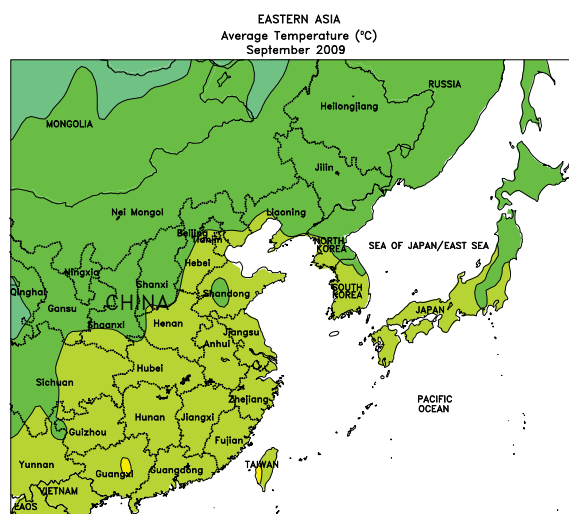 EASTERN ASIA
Average Temperature (°C)
September 2009
RUSSIA
Heilongjiang
MONGOLIA
Jilin
Nei Mongol
Liaoning
Beijing
Tianjin
NORTH
KOREA
SEA OF JAPAN/EAST SEA
Hebei
Ningxia
Shanxi
Qinghai
SOUTH
KOREA
Shandong
CHINA
Gansu
JAPAN
Shaanxi
Henan
Jiangsu
Anhui
Hubei
Sichuan
Zhejiang
PACIFIC
OCEAN
Hunan
Jiangxi
Guizhou
Fujian
Yunnan
TAIWAN
Guangxi
Guangdong
VIETNAM
LAOS